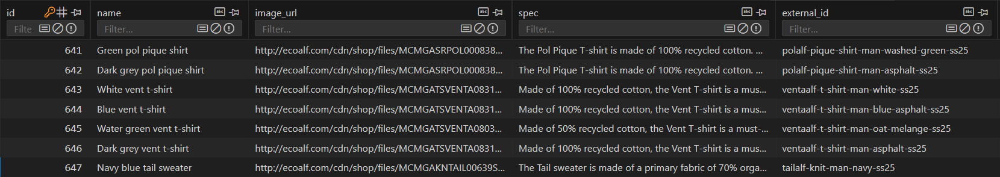 id name image_url spec external_id
Filte Filter... Filter... Filter... Filter...
641 Green pol pique shirt http://ecoalf.com/cdn/shop/files/MCMGASRPOL000838... The Pol Pique T-shirt is made of 100% recycled cotton. ... polalf-pique-shirt-man-washed-green-ss25
642 Dark grey pol pique shirt http://ecoalf.com/cdn/shop/files/MCMGASRPOL000838... The Pol Pique T-shirt is made of 100% recycled cotton. ... polalf-pique-shirt-man-asphalt-ss25
643 White vent t-shirt http://ecoalf.com/cdn/shop/files/MCMGATSVENTA0831... Made of 100% recycled cotton, the Vent T-shirt is a mus... ventaalf-t-shirt-man-white-ss25
644 Blue vent t-shirt http://ecoalf.com/cdn/shop/files/MCMGATSVENTA0831... Made of 100% recycled cotton, the Vent T-shirt is a mus... ventaalf-t-shirt-man-blue-asphalt-ss25
645 Water green vent t-shirt http://ecoalf.com/cdn/shop/files/MCMGATSVENTA0803... Made of 50% recycled cotton, the Vent T-shirt is a must-... ventaalf-t-shirt-man-oat-melange-ss25
646 Dark grey vent t-shirt http://ecoalf.com/cdn/shop/files/MCMGATSVENTA0831... Made of 100% recycled cotton, the Vent T-shirt is a mus... ventaalf-t-shirt-man-asphalt-ss25
647 Navy blue tail sweater http://ecoalf.com/cdn/shop/files/MCMGAKNTAIL00639S... The Tail sweater is made of a primary fabric of 70% orga... tailalf-knit-man-navy-ss25